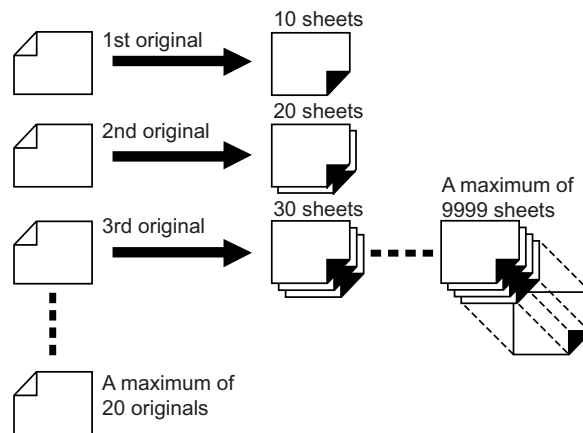 1st original
10 sheets
2nd original
20 sheets
3rd original
30 sheets
A maximum of
9999 sheets
A maximum of
20 originals